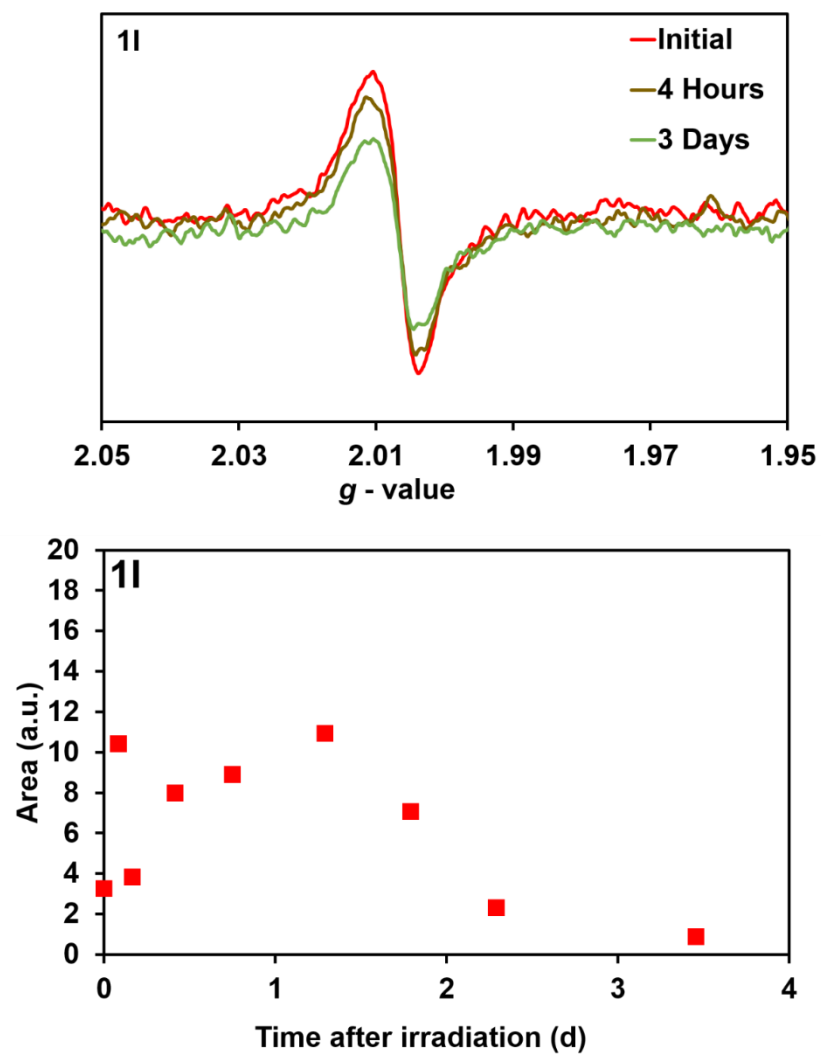 1I
Initial
4 Hours
3 Days
2.05 2.03 2.01 1.99 1.97 1.95
g - value
20
1I
18
16
14
12
10
8
6
4
2
0
Area (a.u.)
0 1 2 3 4
Time after irradiation (d)